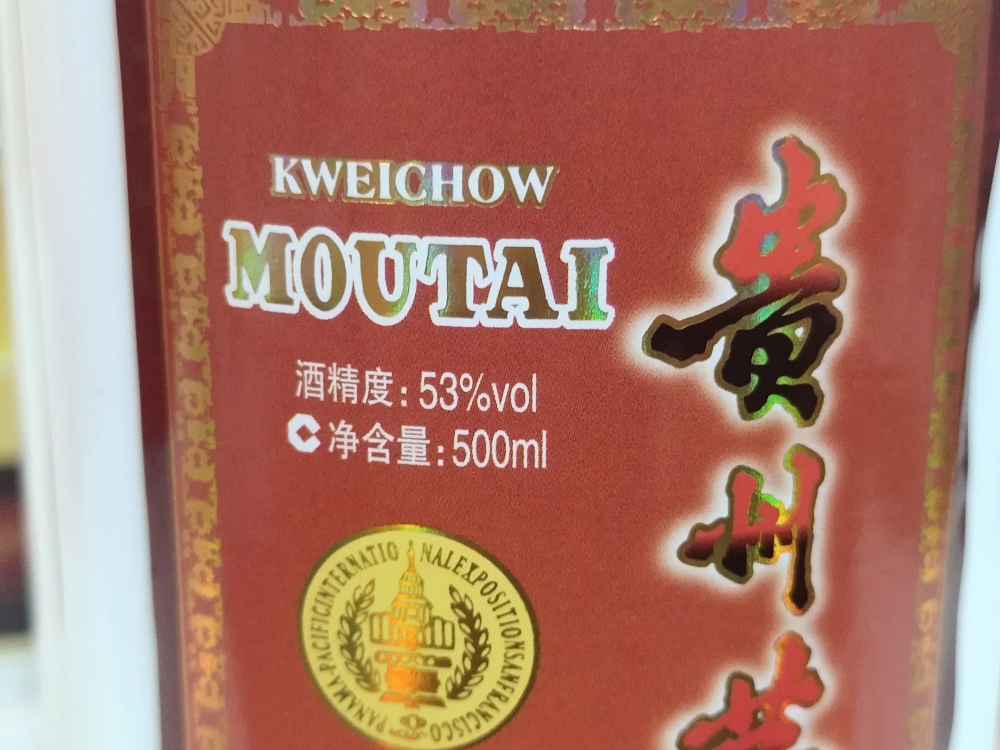 KWEICHOW
MOUTAI
酒精度:53%vol
净含量:500ml
PANAMA-PACIFICINTERNATIONALEXPOSITIONSANFRANCISCO
贵州